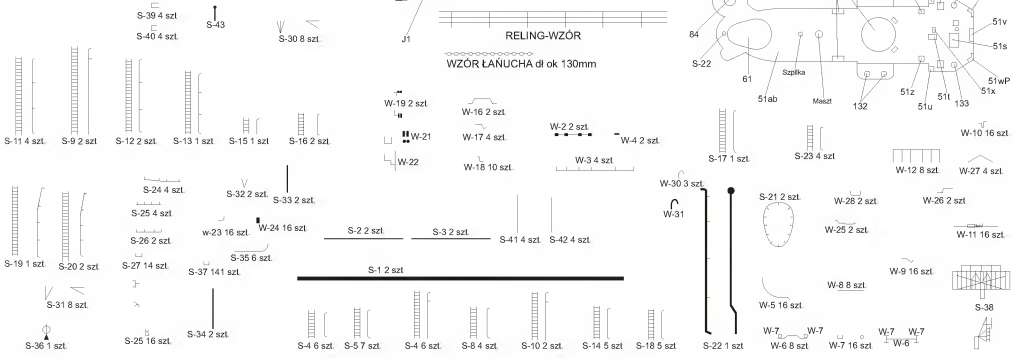 S-39 4 szt.
S-40 4 szt.
S-43
S-30 8 szt.
J1
RELING-WZÓR
WZÓR ŁAŃUCHA dł ok 130mm
84
S-22
61
51ab
Szpilka
Maszt
132
51z
51u
51t
133
51x
51wP
51s
51v
S-11 4 szt.
S-9 2 szt
S-12 2 szt.
S-13 1 szt.
S-15 1 szt.
S-16 2 szt.
W-19 2 szt.
W-21
W-22
W-16 2 szt
W-17 4 szt.
W-18 10 szt.
W-2 2 szt.
W-4 2 szt.
W-3 4 szt.
S-17 1 szt.
S-23 4 szt
W-10 16 szt.
W-12 8 szt.
W-27 4 szt.
S-19 1 szt
S-20 2 szt
S-24 4 szt
S-25 4 szt
S-26 2 szt.
S-27 14 szt.
S-32 2 szt.
S-33 2 szt.
w-23 16 szt.
W-24 16 szt.
S-35 6 szt.
S-37 141 szt.
S-2 2 szt.
S-3 2 szt.
S-41 4 szt
S-42 4 szt.
W-30 3 szt.
W-31
S-21 2 szt.
W-28 2 szt
W-26 2 szt.
W-25 2 szt.
W-11 16 szt
S-1 2 szt
W-9 16 szt.
W-8 8 szt.
W-5 16 szt.
S-38
S-31 8 szt.
S-36 1 szt.
S-25 16 szt.
S-34 2 szt.
S-4 6 szt.
S-5 7 szt.
S-4 6 szt.
S-8 4 szt.
S-10 2 szt.
S-14 5 szt
S-18 5 szt
S-22 1 szt
W-7 W-7
W-6 8 szt
W-7 16 szt.
W-7 W-7
W-6